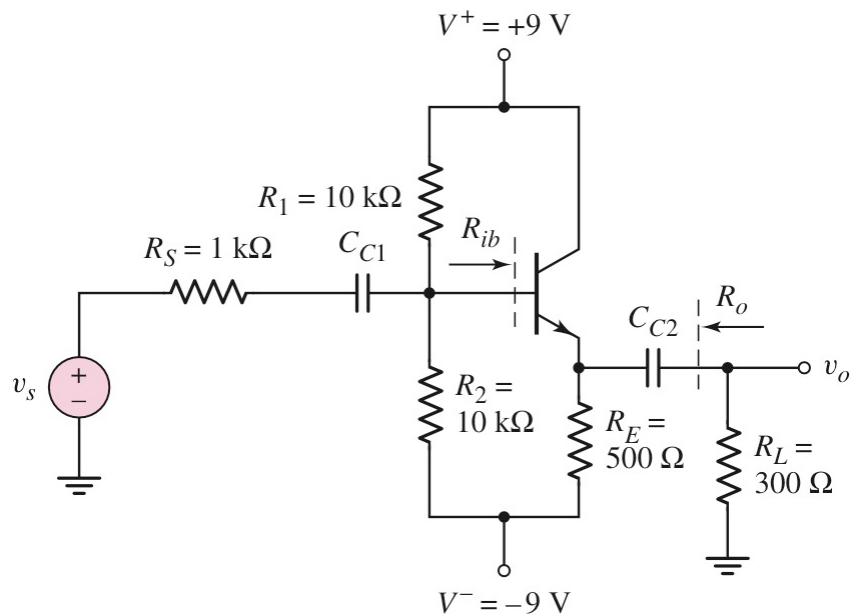 V⁺ = +9 V
R₁ = 10 kΩ
R_S = 1 kΩ
C_C1
R_ib
v_s
+
−
R₂ =
10 kΩ
C_C2
R_o
v_o
R_E =
500 Ω
R_L =
300 Ω
V⁻ = −9 V